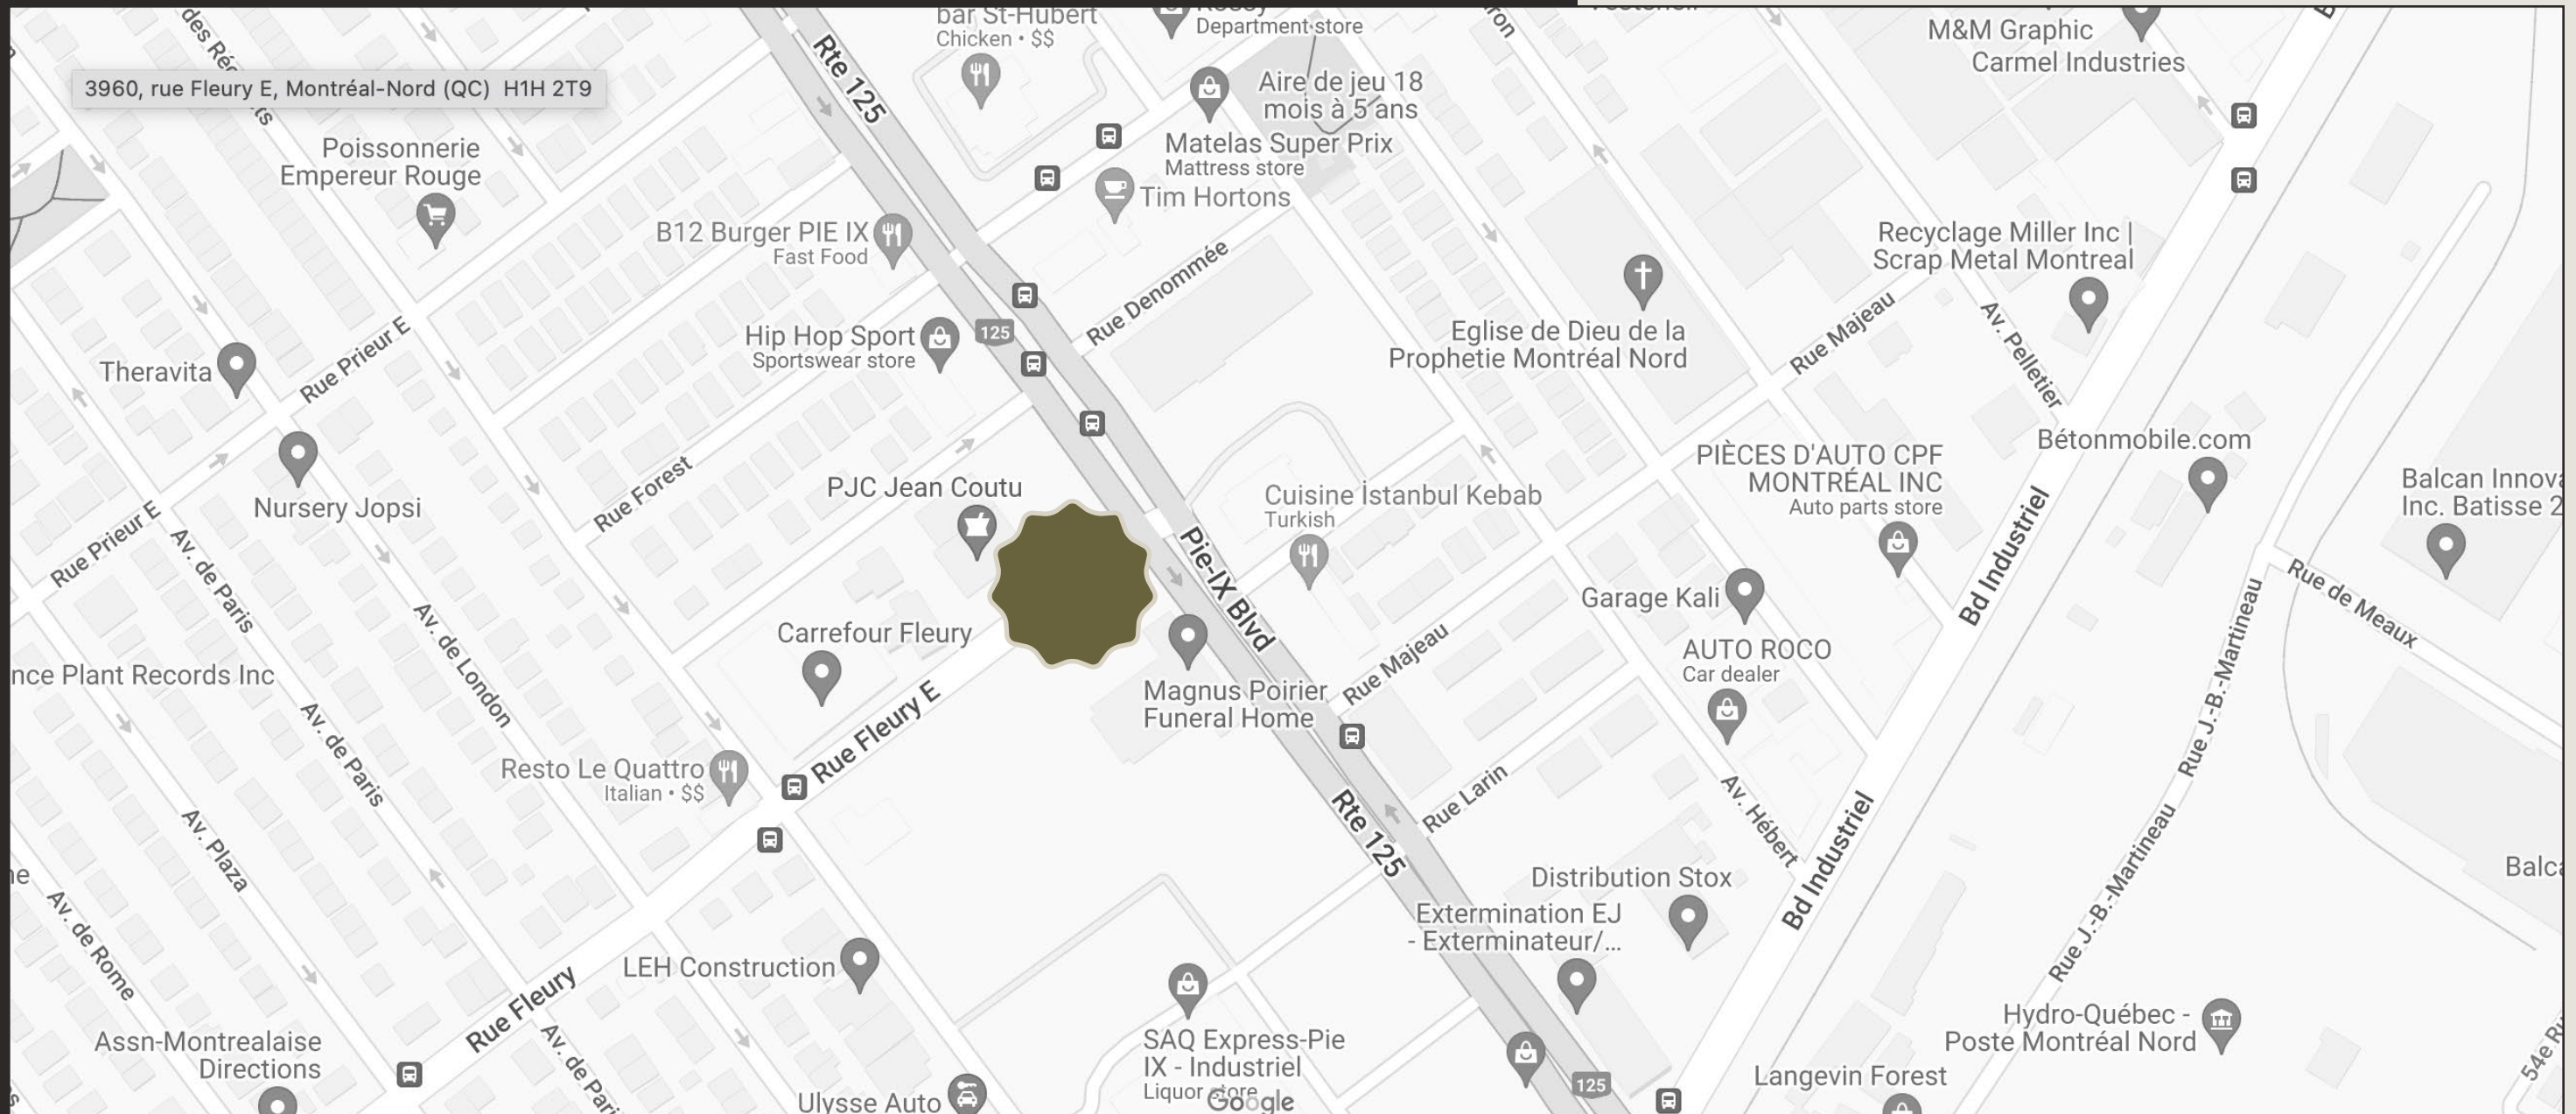 bar St-Hubert
Chicken • $$
Department store
M&M Graphic
Carmel Industries
Rte 125
3960, rue Fleury E, Montréal-Nord (QC)  H1H 2T9
Aire de jeu 18
mois à 5 ans
Poissonnerie
Empereur Rouge
Matelas Super Prix
Mattress store
Tim Hortons
B12 Burger PIE IX
Fast Food
Recyclage Miller Inc |
Scrap Metal Montreal
Rue Denommée
Hip Hop Sport
Sportswear store
125
Eglise de Dieu de la
Prophetie Montréal Nord
Rue Majeau
Av. Pelletier
Theravita
Rue Prieur E
Nursery Jopsi
Rue Forest
PJC Jean Coutu
Cuisine İstanbul Kebab
Turkish
PIÈCES D'AUTO CPF
MONTRÉAL INC
Auto parts store
Bétonmobile.com
Balcan Innova
Inc. Batisse 2
Rue Prieur E
Av. de Paris
Av. de London
Pie-IX Blvd
Bd Industriel
Rue de Meaux
Garage Kali
Carrefour Fleury
AUTO ROCO
Car dealer
Rue Majeau
Rue J.-B.-Martineau
nce Plant Records Inc
Magnus Poirier
Funeral Home
Rue Fleury E
Av. de Paris
Resto Le Quattro
Italian • $$
Rue Larin
Av. Hébert
Rte 125
Av. Plaza
Bd Industriel
Rue J.-B.-Martineau
Balca
Distribution Stox
Extermination EJ
- Exterminateur/...
Av. de Rome
LEH Construction
Rue Fleury
Assn-Montrealaise
Directions
Av. de Pari
SAQ Express-Pie
IX - Industriel
Liquor store
Google
Hydro-Québec -
Poste Montréal Nord
Langevin Forest
125
Ulysse Auto
54e Ru